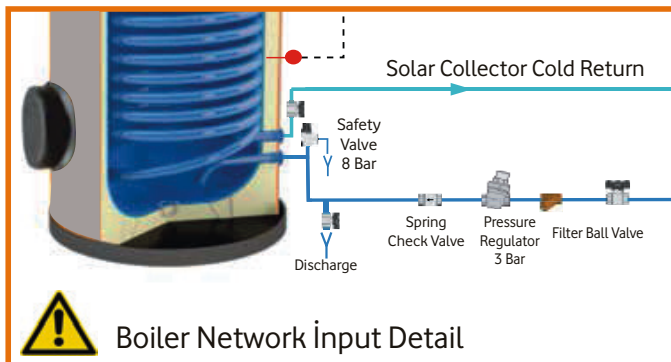 Solar Collector Cold Return
Safety
Valve
8 Bar
Spring
Check Valve
Pressure
Regulator
3 Bar
Filter Ball Valve
Discharge
Boiler Network İnput Detail